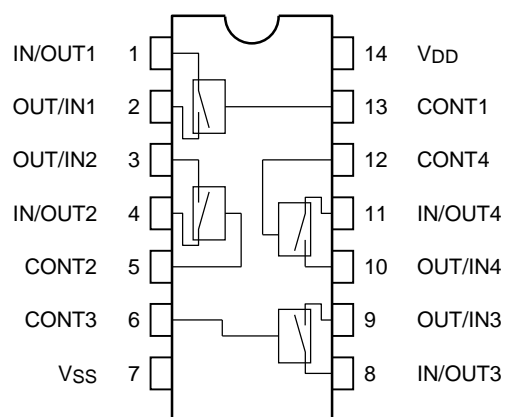 IN/OUT1 1 14 VDD
OUT/IN1 2 13 CONT1
OUT/IN2 3 12 CONT4
IN/OUT2 4 11 IN/OUT4
CONT2 5 10 OUT/IN4
CONT3 6 9 OUT/IN3
VSS 7 8 IN/OUT3